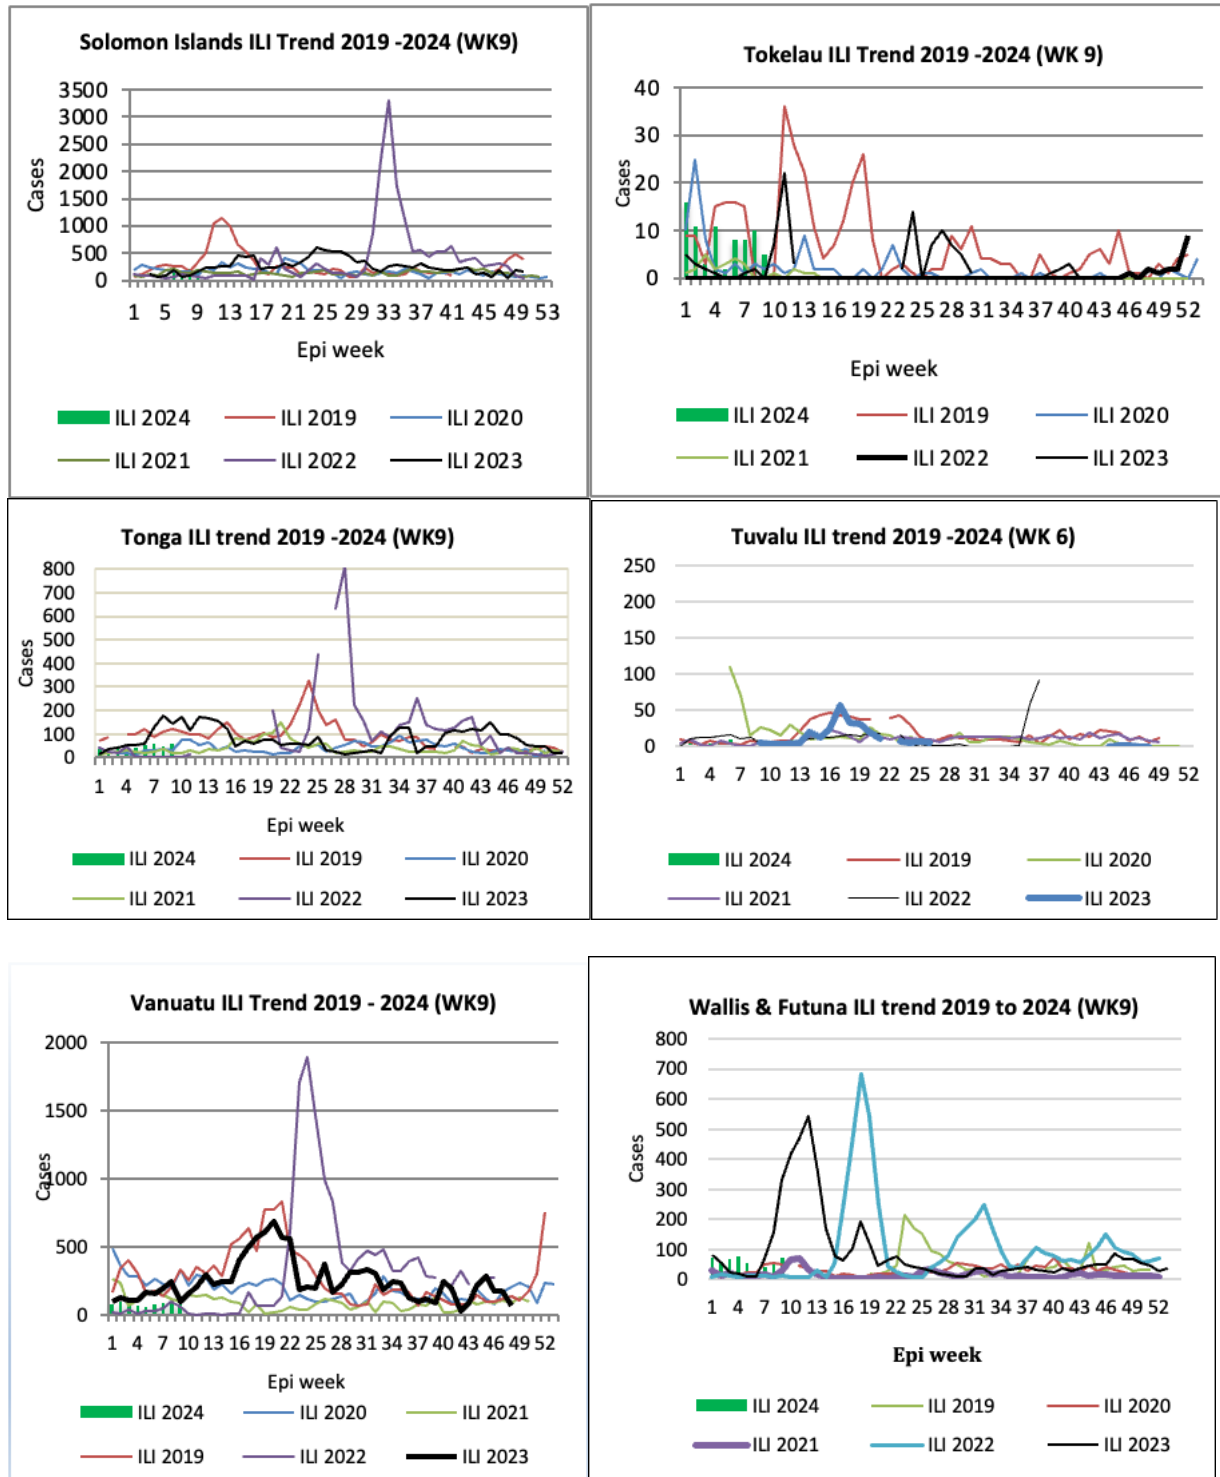 Solomon Islands ILI Trend 2019 -2024 (WK9)
3500
3000
2500
2000
1500
1000
500
0
Cases
1 5 9 13 17 21 25 29 33 37 41 45 49 53
Epi week
ILI 2024 ILI 2019 ILI 2020
ILI 2021 ILI 2022 ILI 2023
Tokelau ILI Trend 2019 -2024 (WK 9)
40
30
20
10
0
Cases
1 4 7 10 13 16 19 22 25 28 31 34 37 40 43 46 49 52
Epi week
ILI 2024 ILI 2019 ILI 2020
ILI 2021 ILI 2022 ILI 2023
Tonga ILI trend 2019 -2024 (WK9)
800
700
600
500
400
300
200
100
0
Cases
1 4 7 10 13 16 19 22 25 28 31 34 37 40 43 46 49 52
Epi week
ILI 2024 ILI 2019 ILI 2020
ILI 2021 ILI 2022 ILI 2023
Tuvalu ILI trend 2019 -2024 (WK 6)
250
200
150
100
50
0
1 4 7 10 13 16 19 22 25 28 31 34 37 40 43 46 49 52
ILI 2024 ILI 2019 ILI 2020
ILI 2021 ILI 2022 ILI 2023
Vanuatu ILI Trend 2019 - 2024 (WK9)
2000
1500
1000
500
0
Cases
1 4 7 10 13 16 19 22 25 28 31 34 37 40 43 46 49 52
Epi week
ILI 2024 ILI 2020 ILI 2021
ILI 2019 ILI 2022 ILI 2023
Wallis & Futuna ILI trend 2019 to 2024 (WK9)
800
700
600
500
400
300
200
100
0
Cases
1 4 7 10 13 16 19 22 25 28 31 34 37 40 43 46 49 52
Epi week
ILI 2024 ILI 2019 ILI 2020
ILI 2021 ILI 2022 ILI 2023